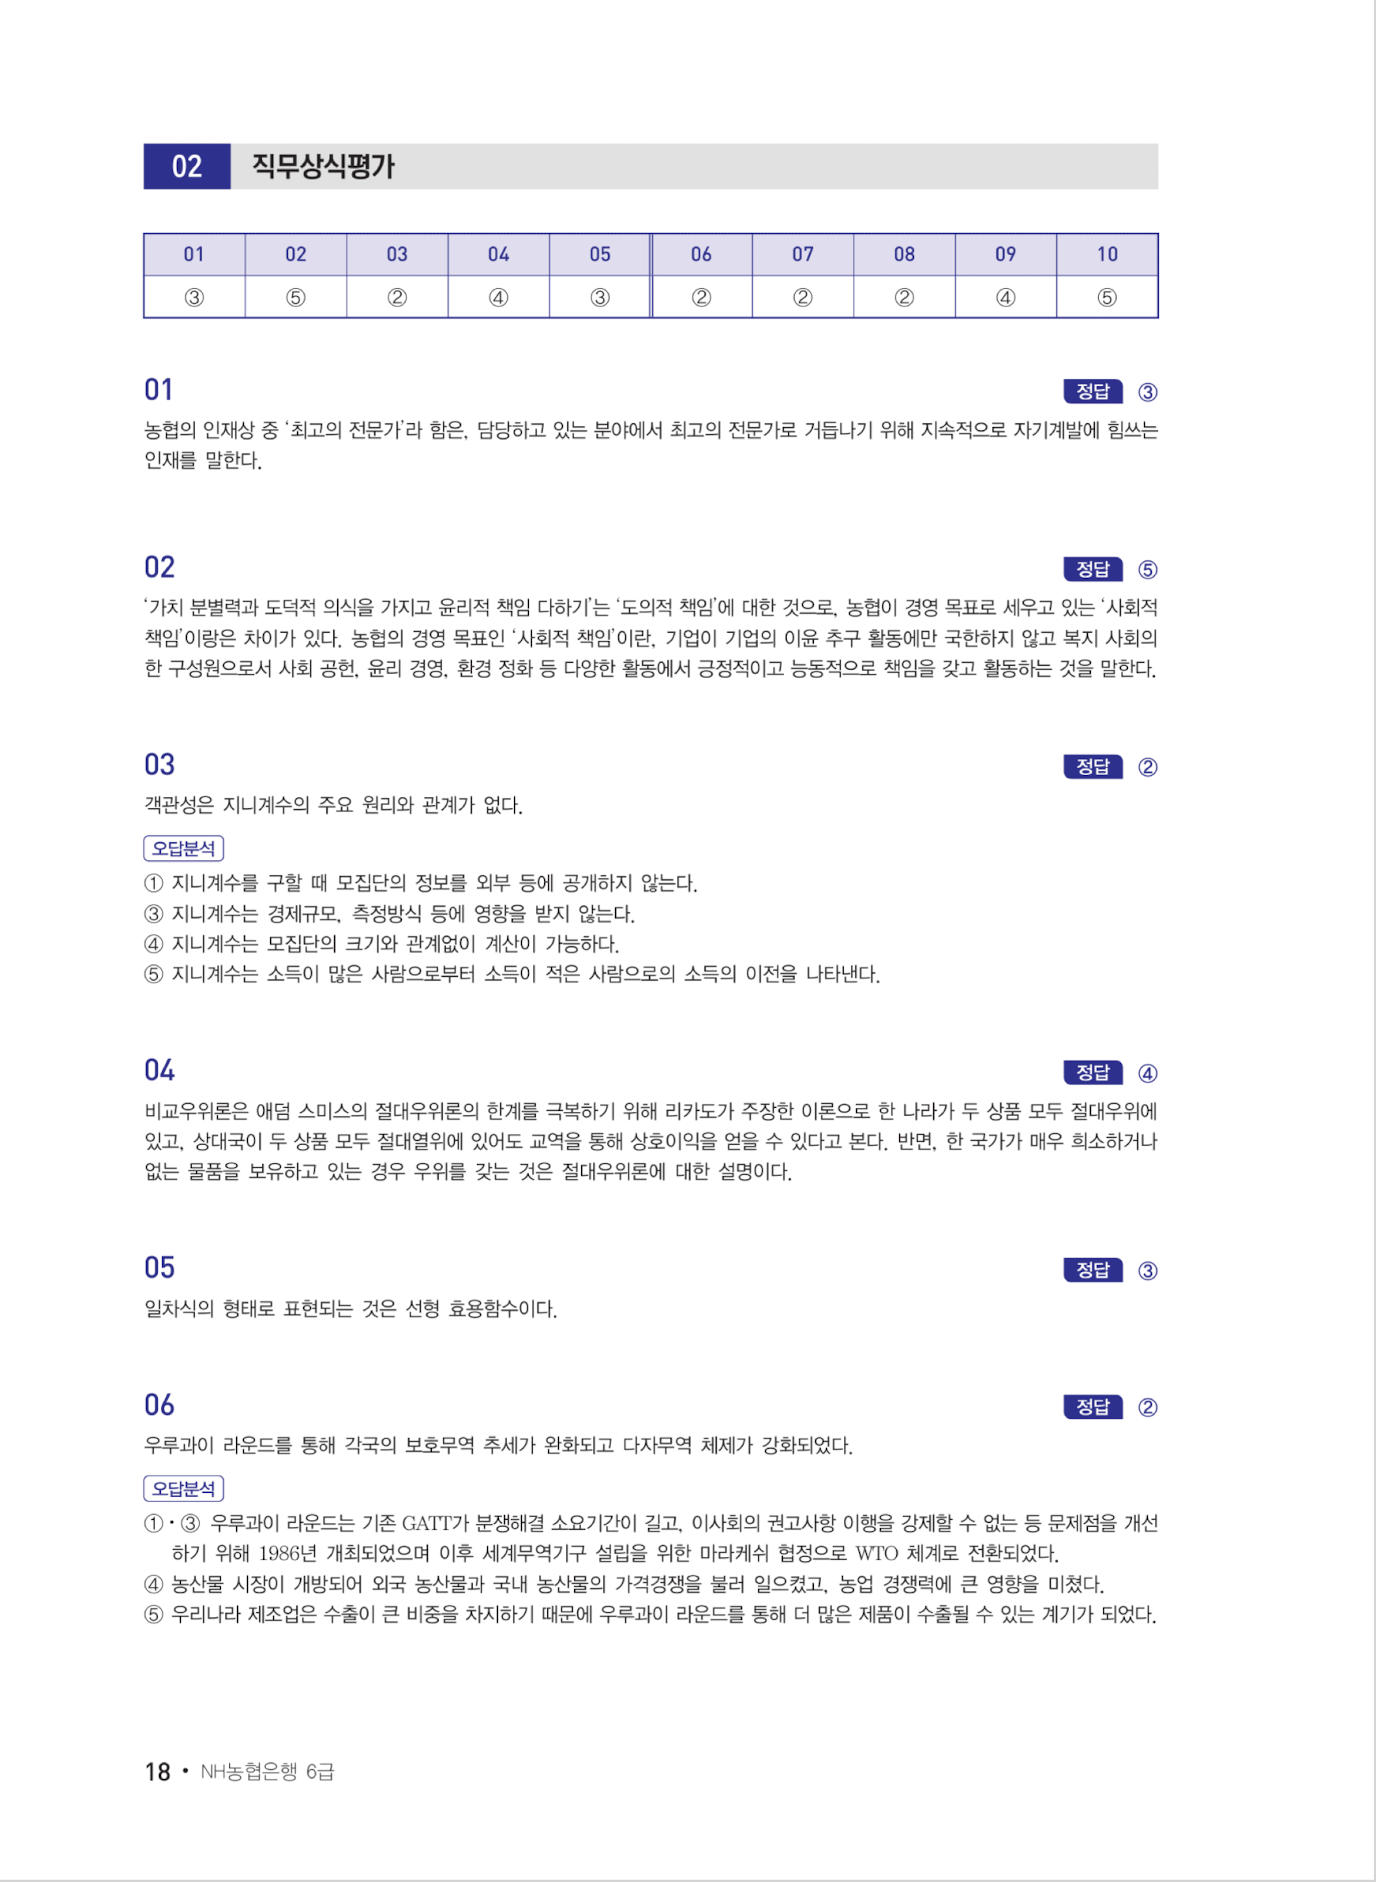 02 직무상식평가
01 02 03 04 05 06 07 08 09 10
③ ⑤ ② ④ ③ ② ② ② ④ ⑤
01 정답 ③
농협의 인재상 중 ‘최고의 전문가’라 함은, 담당하고 있는 분야에서 최고의 전문가로 거듭나기 위해 지속적으로 자기계발에 힘쓰는
인재를 말한다.
02 정답 ⑤
‘가치 분별력과 도덕적 의식을 가지고 윤리적 책임 다하기’는 ‘도의적 책임’에 대한 것으로, 농협이 경영 목표로 세우고 있는 ‘사회적
책임’이랑은 차이가 있다. 농협의 경영 목표인 ‘사회적 책임’이란, 기업이 기업의 이윤 추구 활동에만 국한하지 않고 복지 사회의
한 구성원으로서 사회 공헌, 윤리 경영, 환경 정화 등 다양한 활동에서 긍정적이고 능동적으로 책임을 갖고 활동하는 것을 말한다.
03 정답 ②
객관성은 지니계수의 주요 원리와 관계가 없다.
오답분석
① 지니계수를 구할 때 모집단의 정보를 외부 등에 공개하지 않는다.
③ 지니계수는 경제규모, 측정방식 등에 영향을 받지 않는다.
④ 지니계수는 모집단의 크기와 관계없이 계산이 가능하다.
⑤ 지니계수는 소득이 많은 사람으로부터 소득이 적은 사람으로의 소득의 이전을 나타낸다.
04 정답 ④
비교우위론은 애덤 스미스의 절대우위론의 한계를 극복하기 위해 리카도가 주장한 이론으로 한 나라가 두 상품 모두 절대우위에
있고, 상대국이 두 상품 모두 절대열위에 있어도 교역을 통해 상호이익을 얻을 수 있다고 본다. 반면, 한 국가가 매우 희소하거나
없는 물품을 보유하고 있는 경우 우위를 갖는 것은 절대우위론에 대한 설명이다.
05 정답 ③
일차식의 형태로 표현되는 것은 선형 효용함수이다.
06 정답 ②
우루과이 라운드를 통해 각국의 보호무역 추세가 완화되고 다자무역 체제가 강화되었다.
오답분석
①・③ 우루과이 라운드는 기존 GATT가 분쟁해결 소요기간이 길고, 이사회의 권고사항 이행을 강제할 수 없는 등 문제점을 개선
하기 위해 1986년 개최되었으며 이후 세계무역기구 설립을 위한 마라케쉬 협정으로 WTO 체계로 전환되었다.
④ 농산물 시장이 개방되어 외국 농산물과 국내 농산물의 가격경쟁을 불러 일으켰고, 농업 경쟁력에 큰 영향을 미쳤다.
⑤ 우리나라 제조업은 수출이 큰 비중을 차지하기 때문에 우루과이 라운드를 통해 더 많은 제품이 수출될 수 있는 계기가 되었다.
18 • NH농협은행 6급